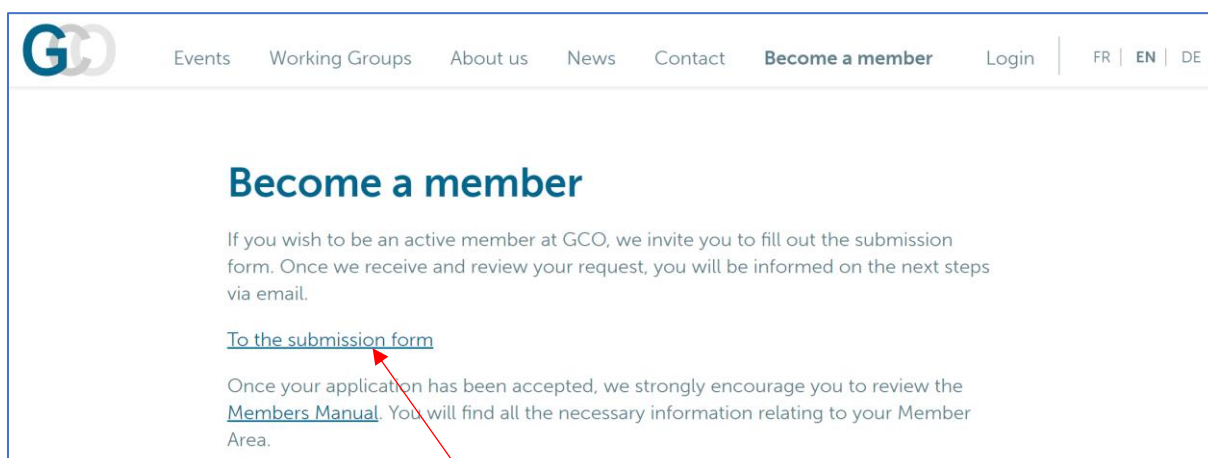 GCO
Events Working Groups About us News Contact Become a member Login FR | EN | DE
Become a member
If you wish to be an active member at GCO, we invite you to fill out the submission
form. Once we receive and review your request, you will be informed on the next steps
via email.
To the submission form
Once your application has been accepted, we strongly encourage you to review the
Members Manual. You will find all the necessary information relating to your Member
Area.